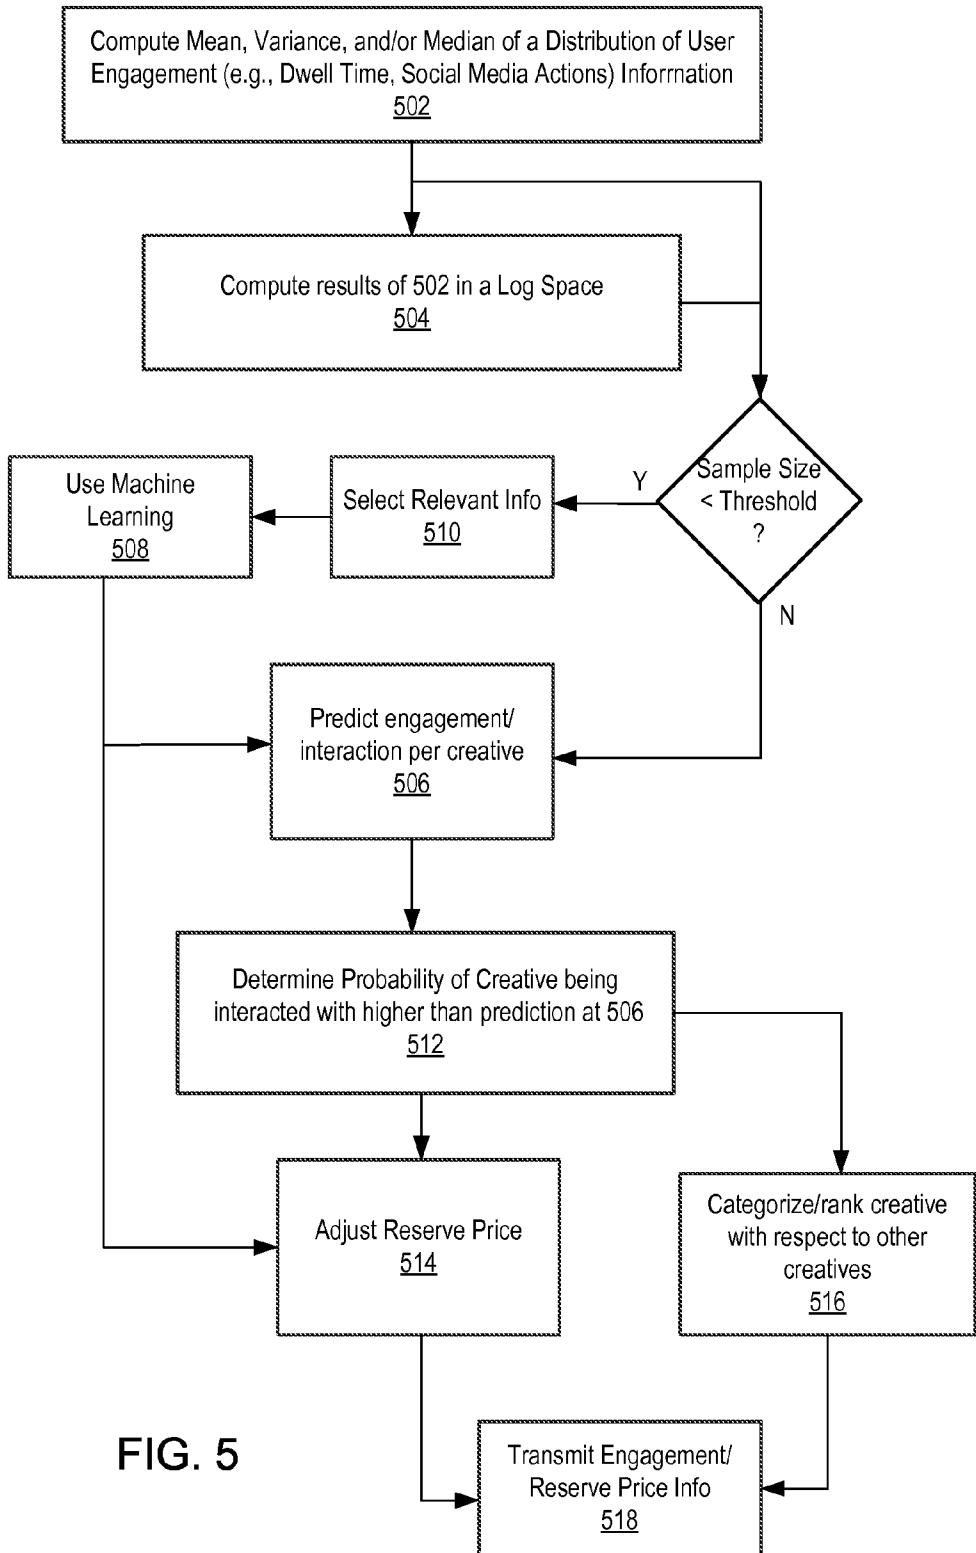 Compute Mean, Variance, and/or Median of a Distribution of User
Engagement (e.g., Dwell Time, Social Media Actions) Information
502
Compute results of 502 in a Log Space
504
Sample Size
< Threshold
?
Y
N
Select Relevant Info
510
Use Machine
Learning
508
Predict engagement/
interaction per creative
506
Determine Probability of Creative being
interacted with higher than prediction at 506
512
Adjust Reserve Price
514
Categorize/rank creative
with respect to other
creatives
516
Transmit Engagement/
Reserve Price Info
518
FIG. 5